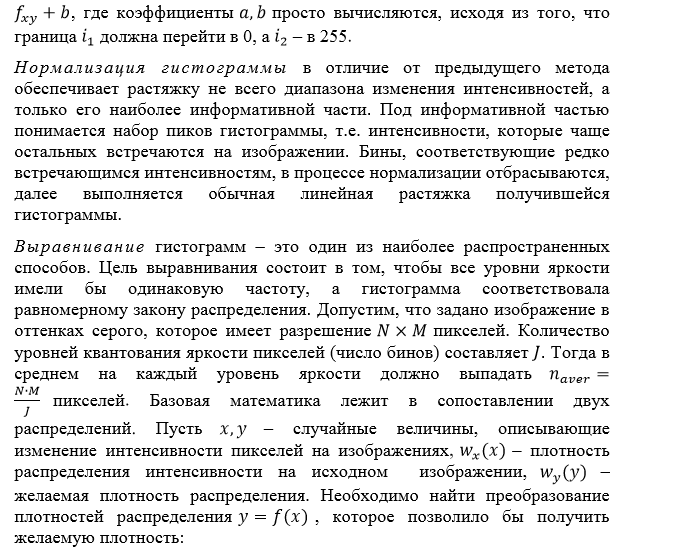 f_xy + b, где коэффициенты a, b просто вычисляются, исходя из того, что
граница i_1 должна перейти в 0, а i_2 – в 255.
Нормализация гистограммы в отличие от предыдущего метода
обеспечивает растяжку не всего диапазона изменения интенсивностей, а
только его наиболее информативной части. Под информативной частью
понимается набор пиков гистограммы, т.е. интенсивности, которые чаще
остальных встречаются на изображении. Бины, соответствующие редко
встречающимся интенсивностям, в процессе нормализации отбрасываются,
далее выполняется обычная линейная растяжка получившейся
гистограммы.
Выравнивание гистограмм – это один из наиболее распространенных
способов. Цель выравнивания состоит в том, чтобы все уровни яркости
имели бы одинаковую частоту, а гистограмма соответствовала
равномерному закону распределения. Допустим, что задано изображение в
оттенках серого, которое имеет разрешение N × M пикселей. Количество
уровней квантования яркости пикселей (число бинов) составляет J. Тогда в
среднем на каждый уровень яркости должно выпадать n_aver =
N·M/J пикселей. Базовая математика лежит в сопоставлении двух
распределений. Пусть x, y – случайные величины, описывающие
изменение интенсивности пикселей на изображениях, w_x(x) – плотность
распределения интенсивности на исходном изображении, w_y(y) –
желаемая плотность распределения. Необходимо найти преобразование
плотностей распределения y = f(x) , которое позволило бы получить
желаемую плотность: